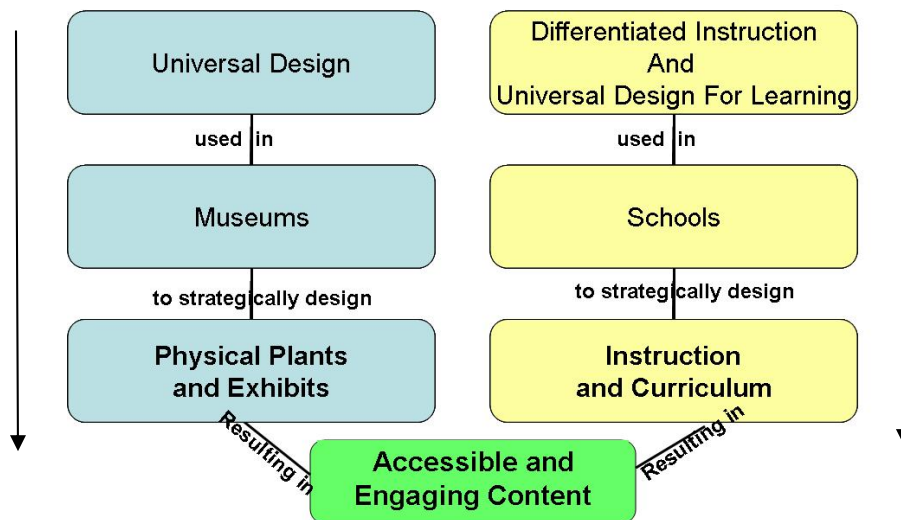 Universal Design
used in
Museums
to strategically design
Physical Plants
and Exhibits
Resulting in
Differentiated Instruction
And
Universal Design For Learning
used in
Schools
to strategically design
Instruction
and Curriculum
Resulting in
Accessible and
Engaging Content